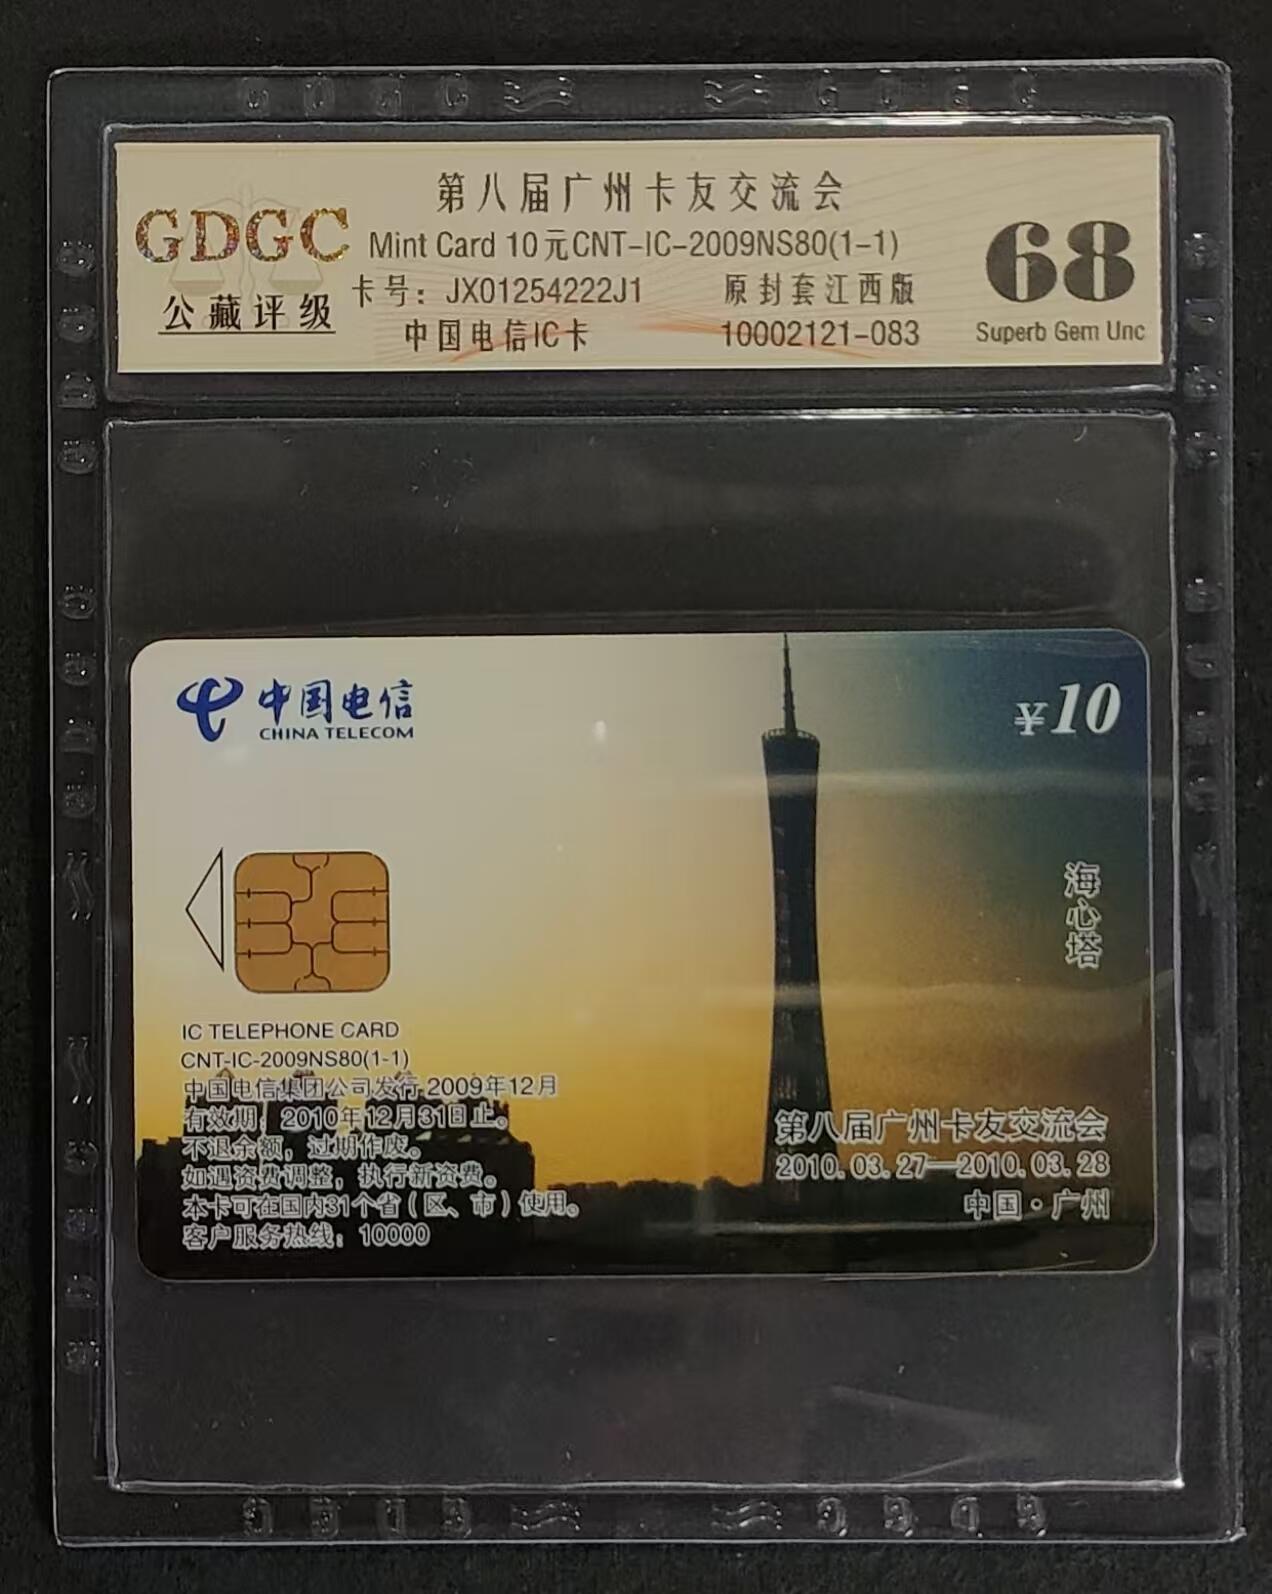 第八届广州卡友交流会
GDGC
Mint Card 10元CNT-IC-2009NS80(1-1)
68
卡号：JX01254222J1 原封套江西版
公藏评级
中国电信IC卡 10002121-083
Superb Gem Unc
中国电信
CHINA TELECOM
¥10
海心塔
IC TELEPHONE CARD
CNT-IC-2009NS80(1-1)
中国电信集团公司发行 2009年12月
有效期：2010年12月31日止。
不退余额，过期作废。
如遇资费调整，执行新资费。
本卡可在国内31个省（区、市）使用。
客户服务热线：10000
第八届广州卡友交流会
2010.03.27—2010.03.28
中国·广州